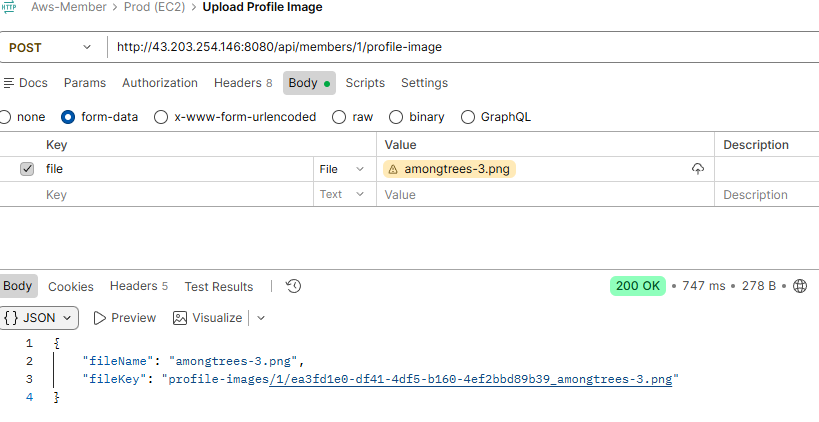 HTTP Aws-Member > Prod (EC2) > Upload Profile Image
POST http://43.203.254.146:8080/api/members/1/profile-image
Docs Params Authorization Headers 8 Body Scripts Settings
none form-data x-www-form-urlencoded raw binary GraphQL
Key Value Description
file File amongtrees-3.png
Key Text Value Description
Body Cookies Headers 5 Test Results 200 OK • 747 ms • 278 B •
{} JSON Preview Visualize
1 {
2 "fileName": "amongtrees-3.png",
3 "fileKey": "profile-images/1/ea3fd1e0-df41-4df5-b160-4ef2bbd89b39_amongtrees-3.png"
4 }